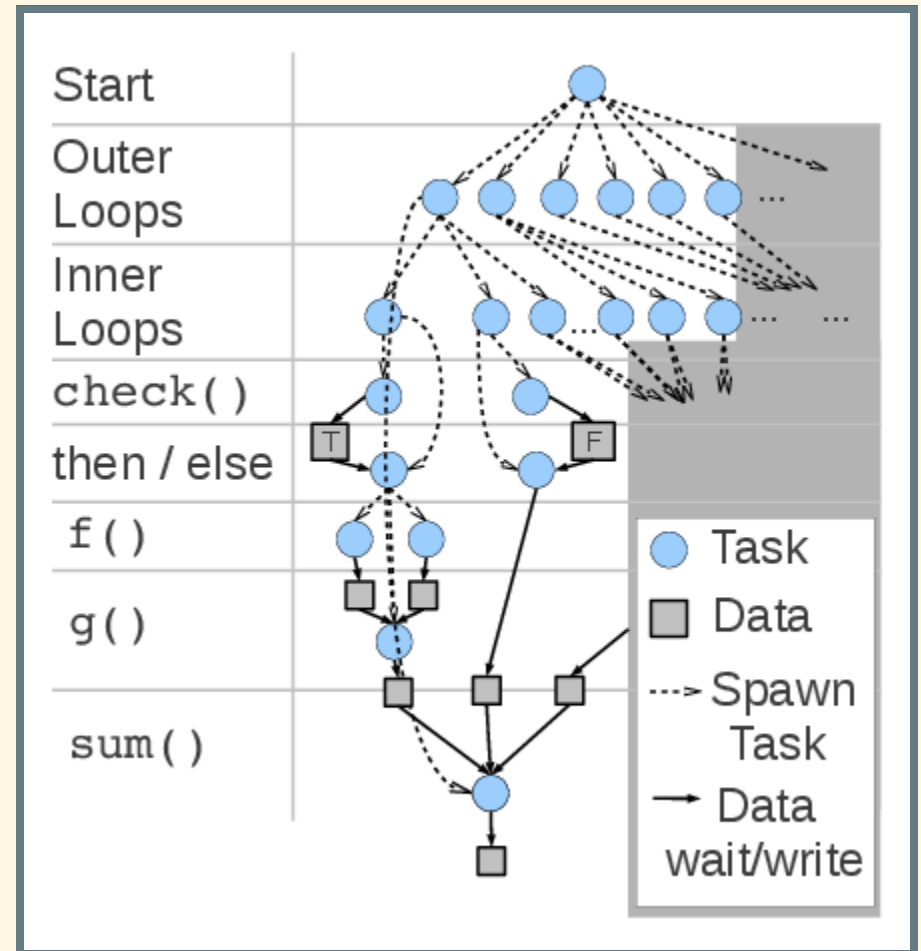 Start
Outer
Loops
...
Inner
Loops
... ... ...
check()
T
F
then / else
f()
g()
sum()
Task
Data
Spawn
Task
Data
wait/write